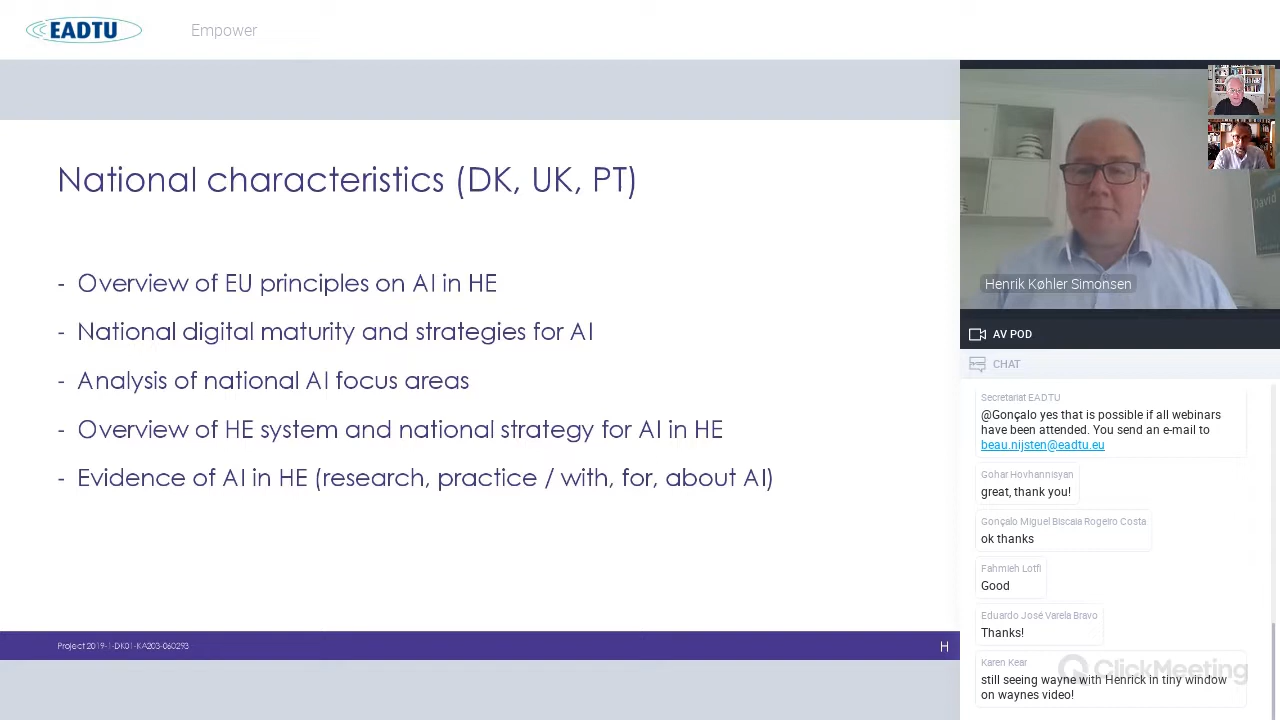 EADTU
Empower
National characteristics (DK, UK, PT)
- Overview of EU principles on AI in HE
- National digital maturity and strategies for AI
- Analysis of national AI focus areas
- Overview of HE system and national strategy for AI in HE
- Evidence of AI in HE (research, practice / with, for, about AI)
Project 2019-1-DK01-KA203-060293
H
David
Henrik Køhler Simonsen
AV POD
CHAT
Secretariat EADTU
@Gonçalo yes that is possible if all webinars
have been attended. You send an e-mail to
beau.nijsten@eadtu.eu
Gohar Hovhannisyan
great, thank you!
Gonçalo Miguel Biscaia Rogeiro Costa
ok thanks
Fahmieh Lotfi
Good
Eduardo José Varela Bravo
Thanks!
Karen Kear
still seeing wayne with Henrick in tiny window
on waynes video!
ClickMeeting